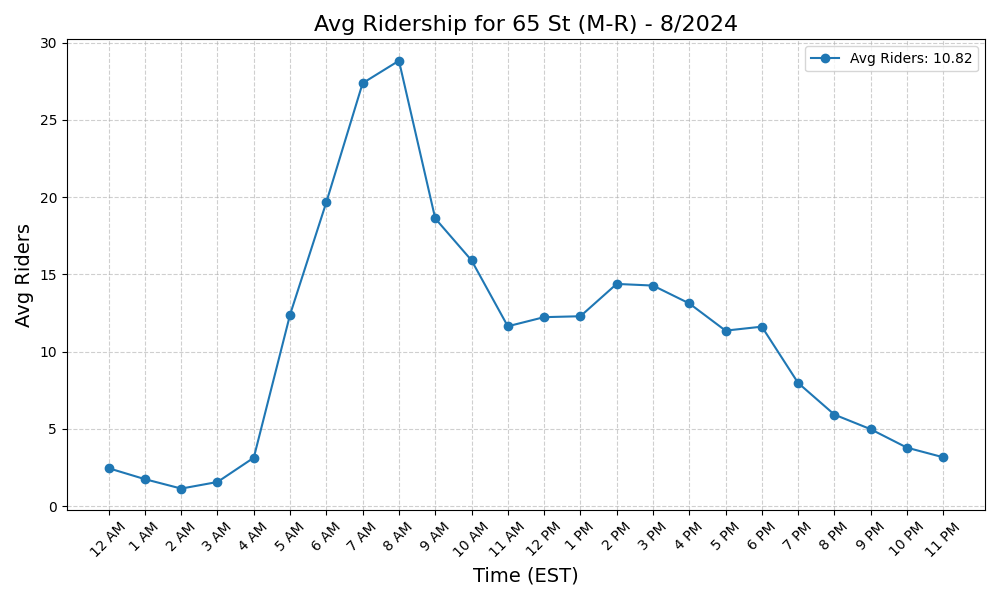 Avg Ridership for 65 St (M-R) - 8/2024
Avg Riders: 10.82
Avg Riders
30
25
20
15
10
5
0
12 AM
1 AM
2 AM
3 AM
4 AM
5 AM
6 AM
7 AM
8 AM
9 AM
10 AM
11 AM
12 PM
1 PM
2 PM
3 PM
4 PM
5 PM
6 PM
7 PM
8 PM
9 PM
10 PM
11 PM
Time (EST)